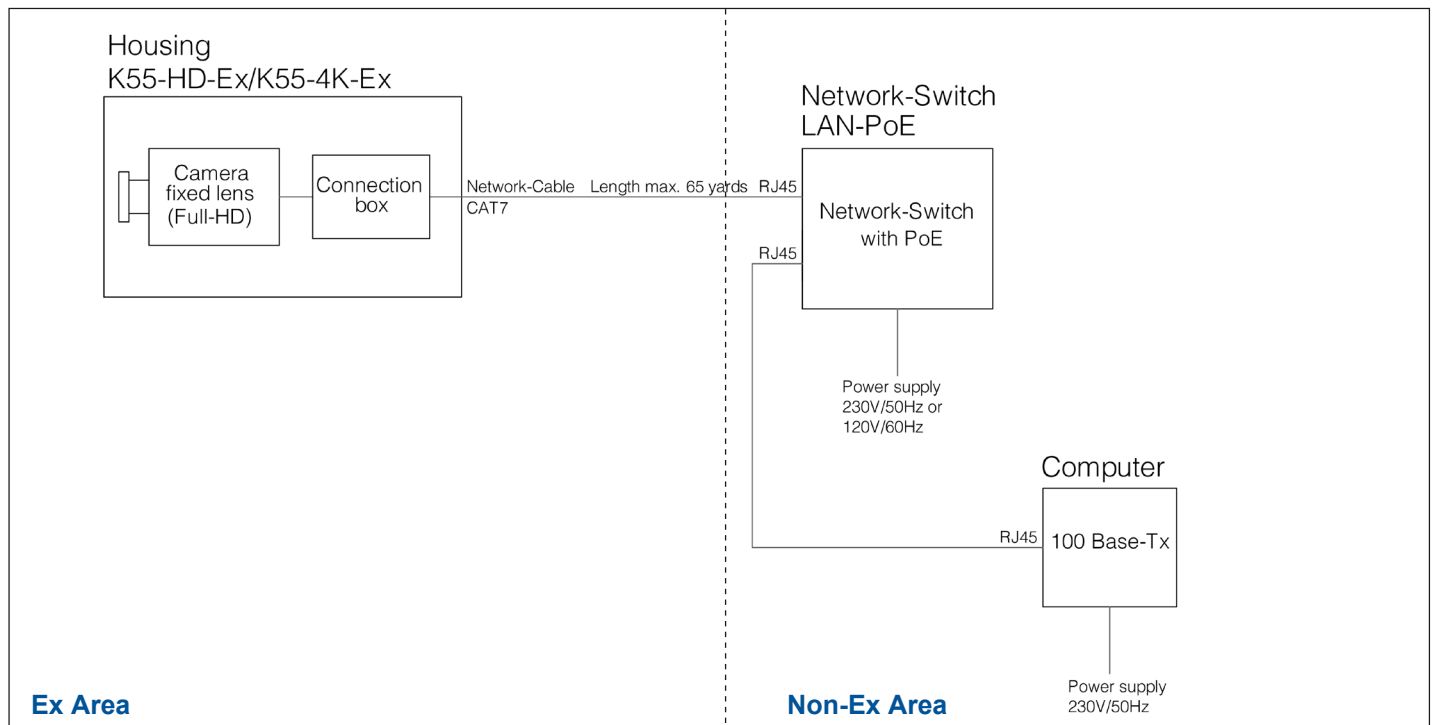 Housing
K55-HD-Ex/K55-4K-Ex
Camera
fixed lens
(Full-HD)
Connection
box
Network-Cable Length max. 65 yards RJ45
CAT7
Network-Switch
LAN-PoE
Network-Switch
with PoE
RJ45
Power supply
230V/50Hz or
120V/60Hz
Computer
RJ45
100 Base-Tx
Power supply
230V/50Hz
Ex Area
Non-Ex Area